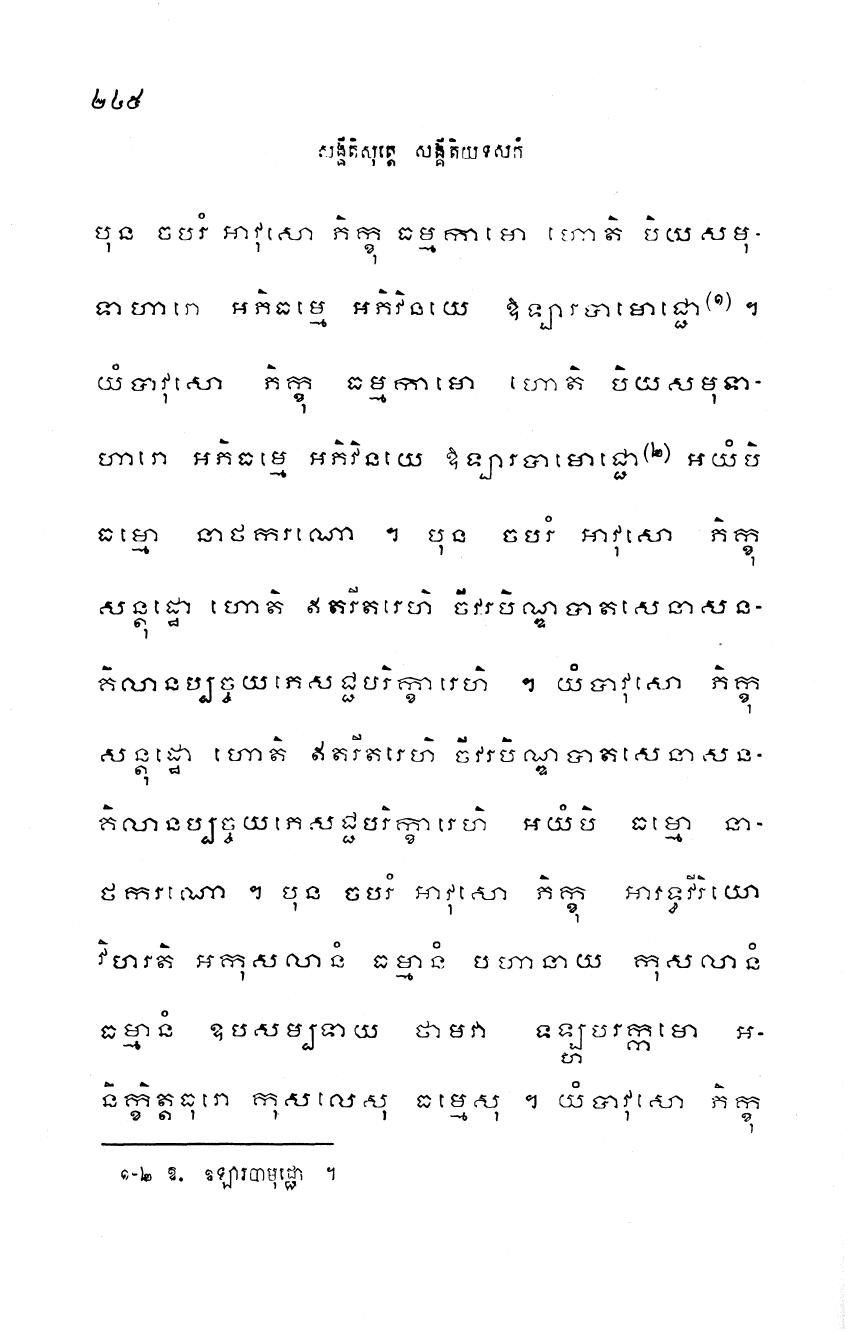 ២៤៥
សង្គីតិសុត្តេ សង្គីតិយទសកំ
បុន ចបរំ អាវុសោ ភិក្ខុ ធម្មកាមោ ហោតិ បិយសមុ-
ទាហារោ អភិធម្មេ អភិវិនយេ ឱឡារបាមោជ្ជោ(១) ។
យំបាវុសោ ភិក្ខុ ធម្មកាមោ ហោតិ បិយសមុទា-
ហារោ អភិធម្មេ អភិវិនយេ ឱឡារបាមោជ្ជោ(២) អយំបិ
ធម្មោ នាថករណោ ។ បុន ចបរំ អាវុសោ ភិក្ខុ
សន្តុដ្ឋោ ហោតិ ឥតរីតរេហិ ចីវរបិណ្ឌបាតសេនាសន-
គិលានប្បច្ចយភេសជ្ជបរិក្ខារេហិ ។ យំបាវុសោ ភិក្ខុ
សន្តុដ្ឋោ ហោតិ ឥតរីតរេហិ ចីវរបិណ្ឌបាតសេនាសន-
គិលានប្បច្ចយភេសជ្ជបរិក្ខារេហិ អយំបិ ធម្មោ នា-
ថករណោ ។ បុន ចបរំ អាវុសោ ភិក្ខុ អារទ្ធវីរិយោ
វិហរតិ អកុសលានំ ធម្មានំ បហានាយ កុសលានំ
ធម្មានំ ឧបសម្បទាយ ថាមវា ទឡ្ហបរក្កមោ អ-
និក្ខិត្តធុរោ កុសលេសុ ធម្មេសុ ។ យំបាវុសោ ភិក្ខុ
១-២ ឱ. ឧឡារបាមុជ្ជោ ។